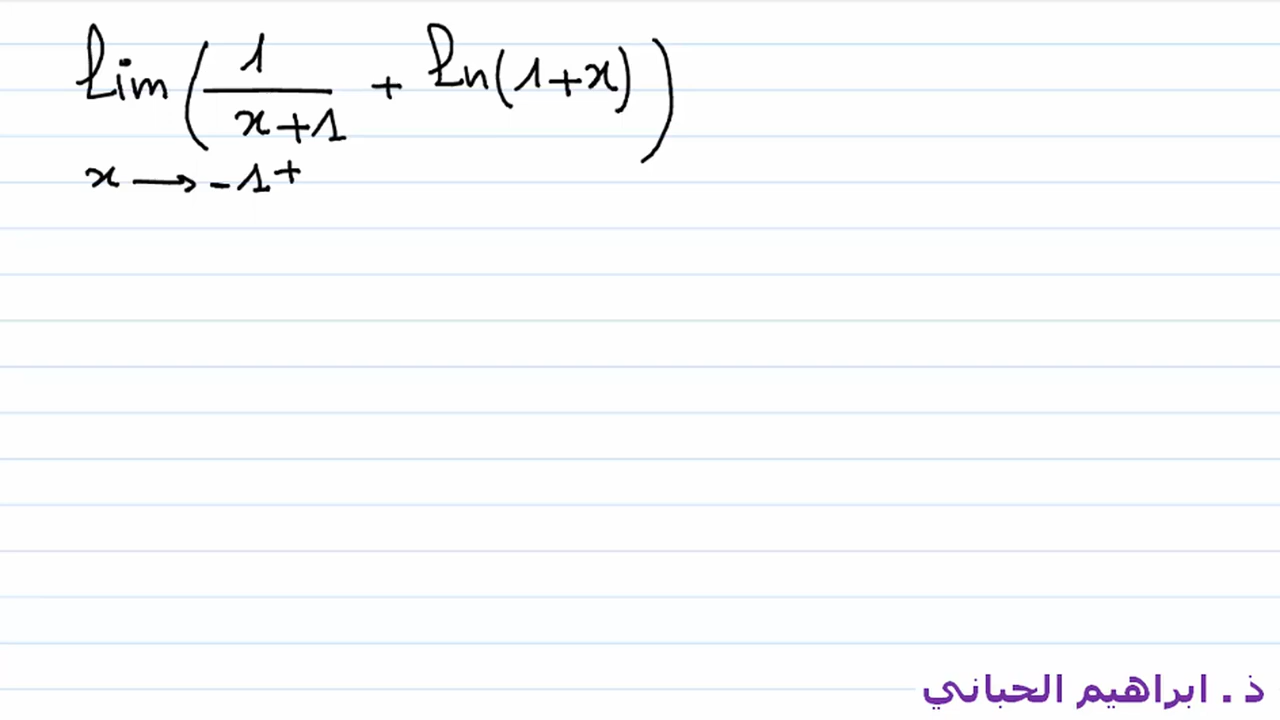 lim ( 1/(x+1) + ln(1+x) )
x → -1⁺
ذ . ابراهيم الحباني